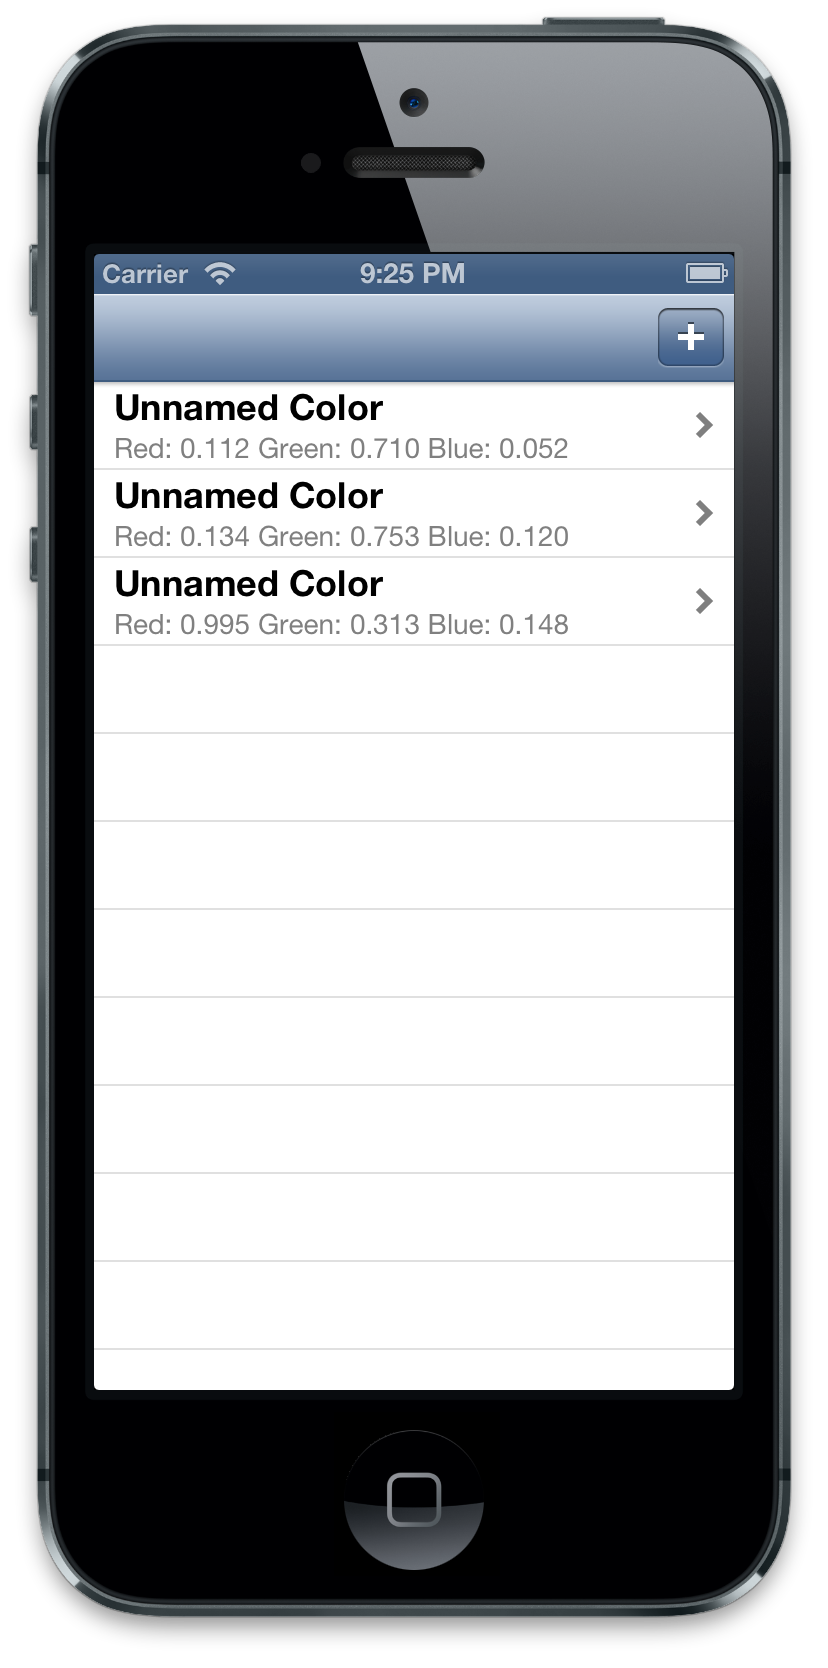 Carrier 9:25 PM
+
Unnamed Color
Red: 0.112 Green: 0.710 Blue: 0.052
Unnamed Color
Red: 0.134 Green: 0.753 Blue: 0.120
Unnamed Color
Red: 0.995 Green: 0.313 Blue: 0.148